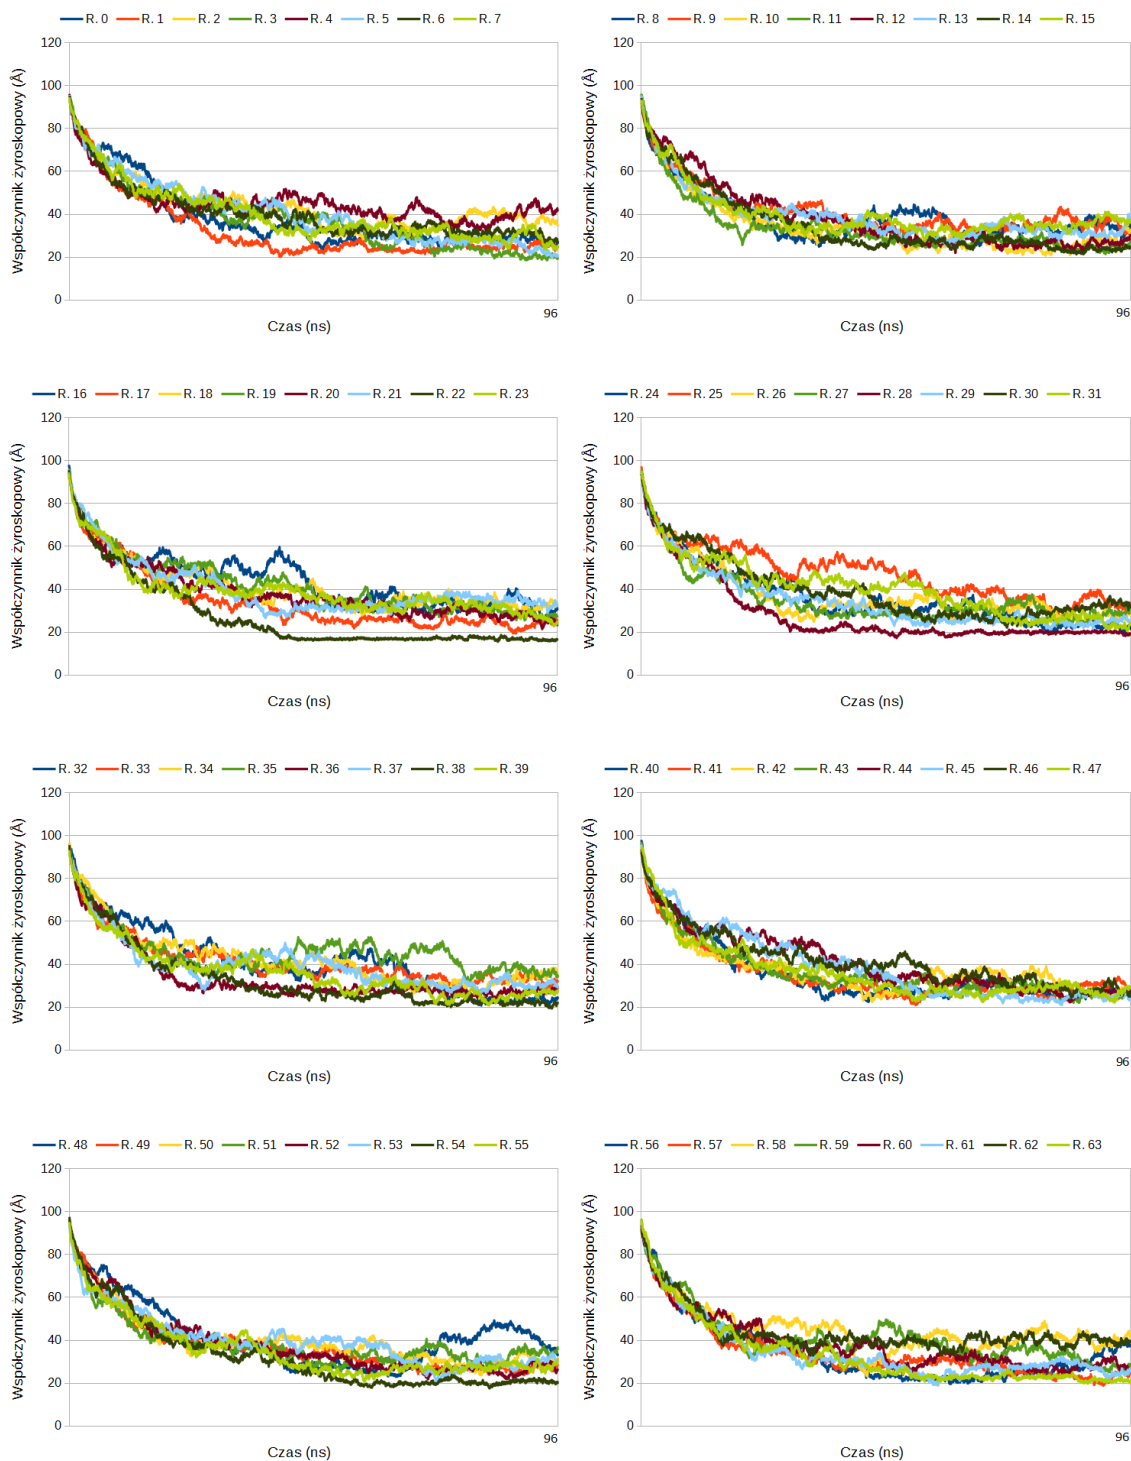 R. 0 R. 1 R. 2 R. 3 R. 4 R. 5 R. 6 R. 7
Współczynnik żyroskopowy (Å)
120
100
80
60
40
20
0
96
Czas (ns)
R. 8 R. 9 R. 10 R. 11 R. 12 R. 13 R. 14 R. 15
Współczynnik żyroskopowy (Å)
120
100
80
60
40
20
0
96
Czas (ns)
R. 16 R. 17 R. 18 R. 19 R. 20 R. 21 R. 22 R. 23
Współczynnik żyroskopowy (Å)
120
100
80
60
40
20
0
96
Czas (ns)
R. 24 R. 25 R. 26 R. 27 R. 28 R. 29 R. 30 R. 31
Współczynnik żyroskopowy (Å)
120
100
80
60
40
20
0
96
Czas (ns)
R. 32 R. 33 R. 34 R. 35 R. 36 R. 37 R. 38 R. 39
Współczynnik żyroskopowy (Å)
120
100
80
60
40
20
0
96
Czas (ns)
R. 40 R. 41 R. 42 R. 43 R. 44 R. 45 R. 46 R. 47
Współczynnik żyroskopowy (Å)
120
100
80
60
40
20
0
96
Czas (ns)
R. 48 R. 49 R. 50 R. 51 R. 52 R. 53 R. 54 R. 55
Współczynnik żyroskopowy (Å)
120
100
80
60
40
20
0
96
Czas (ns)
R. 56 R. 57 R. 58 R. 59 R. 60 R. 61 R. 62 R. 63
Współczynnik żyroskopowy (Å)
120
100
80
60
40
20
0
96
Czas (ns)